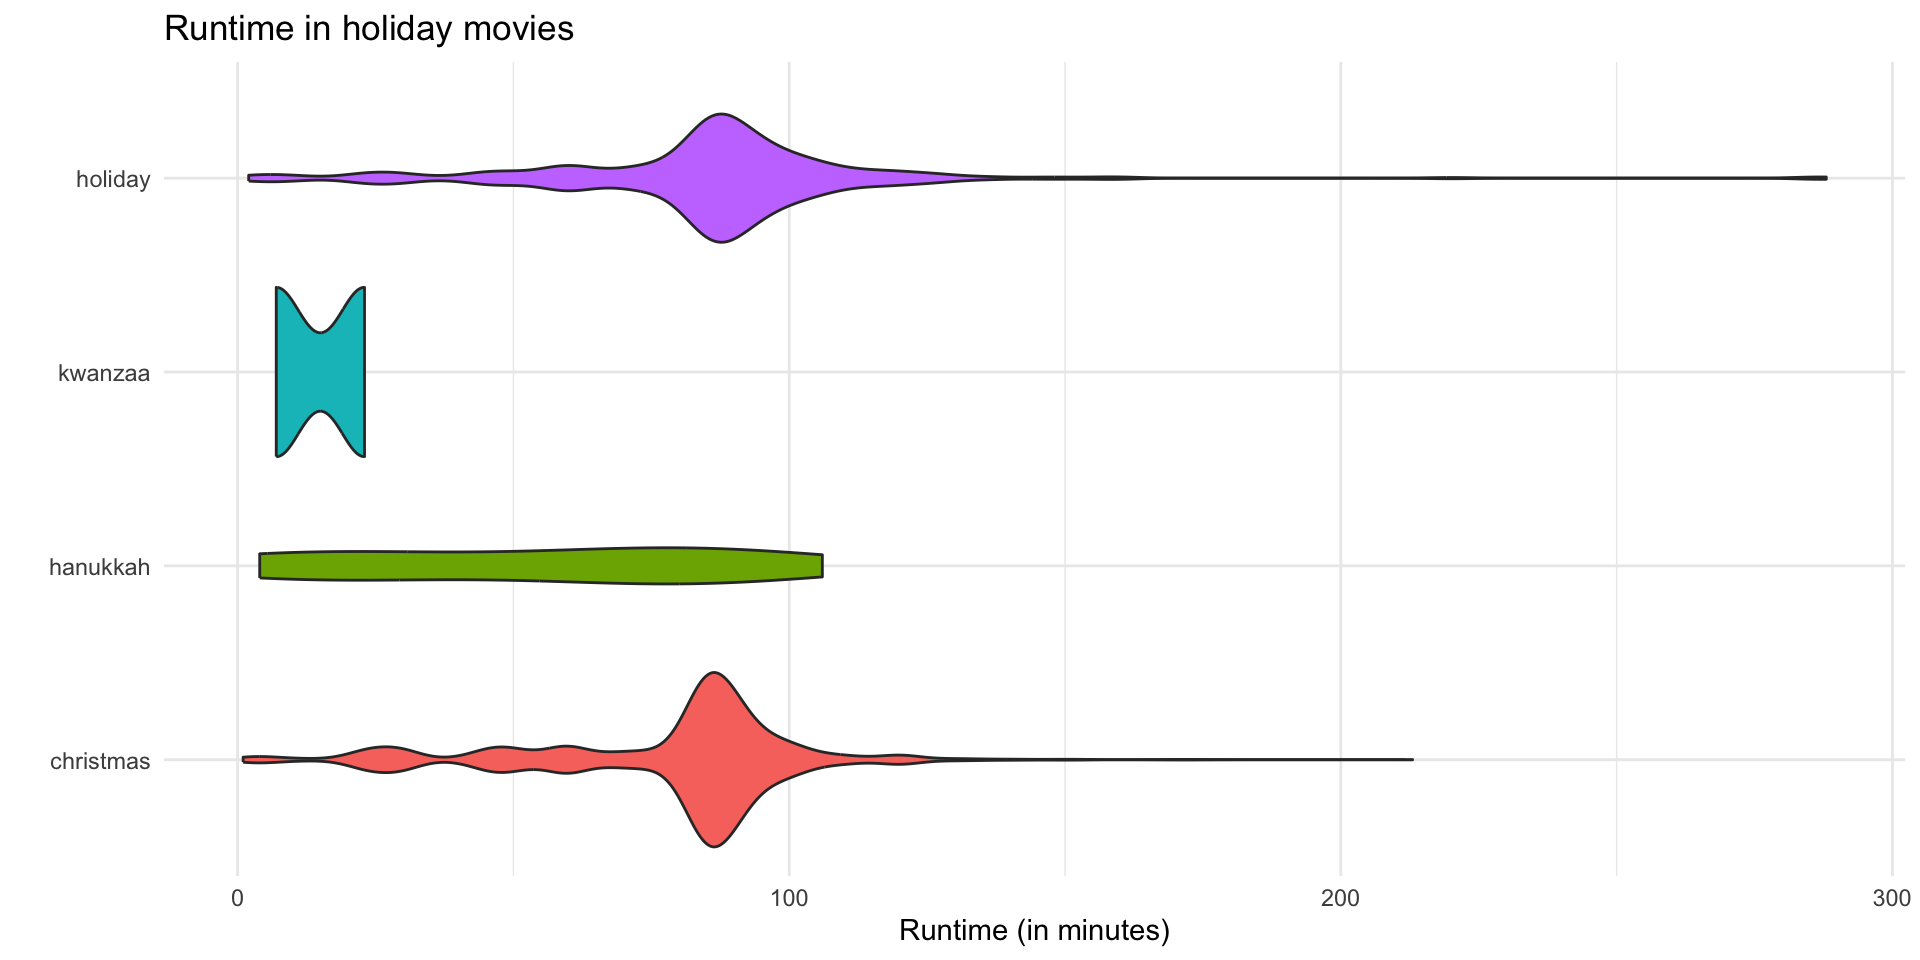 Runtime in holiday movies
holiday
kwanzaa
hanukkah
christmas
0 100 200 300
Runtime (in minutes)